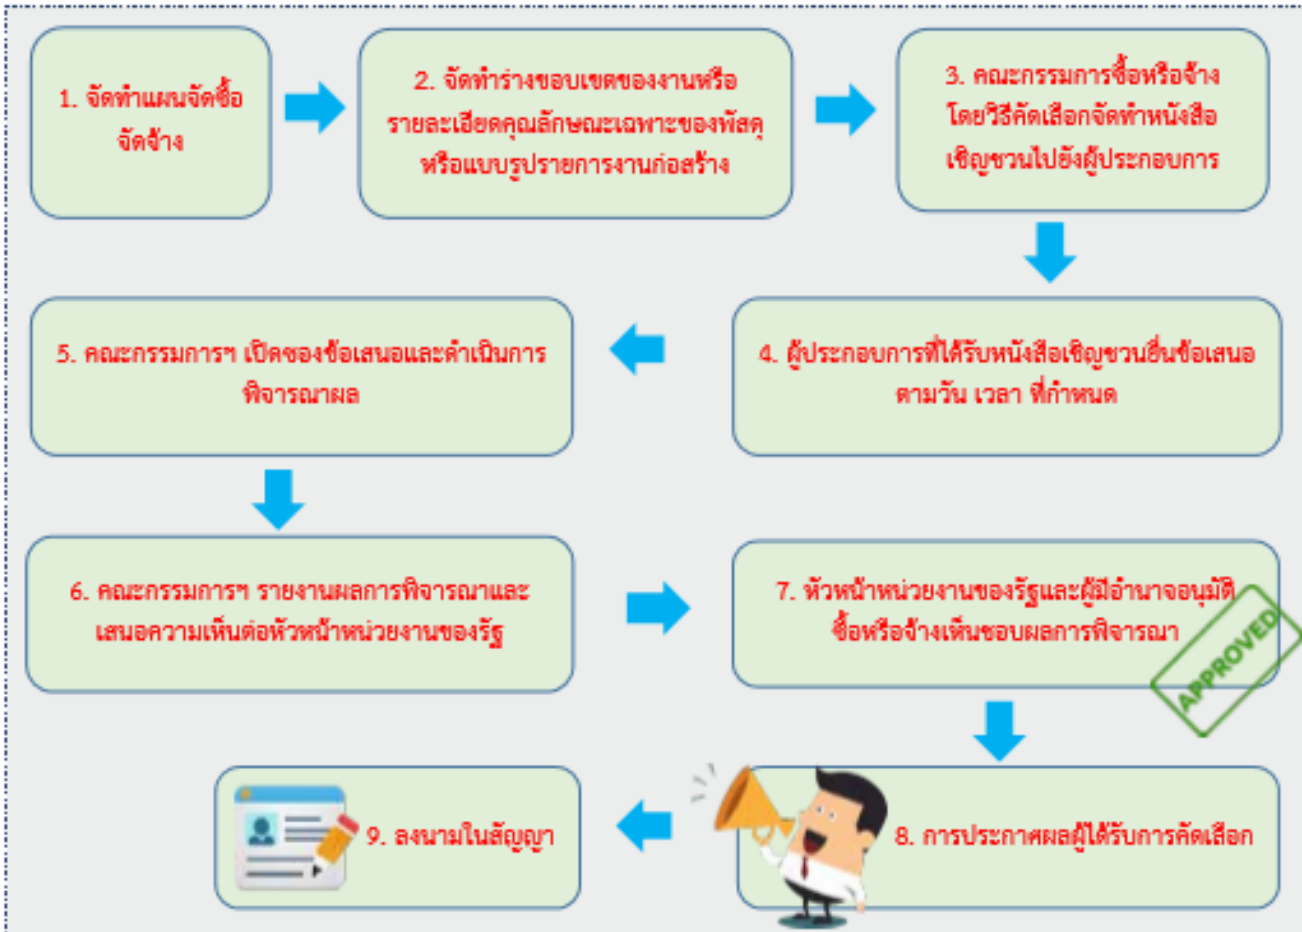 1. จัดทำแผนจัดซื้อ
จัดจ้าง
2. จัดทำร่างขอบเขตของงานหรือ
รายละเอียดคุณลักษณะเฉพาะของพัสดุ
หรือแบบรูปรายการงานก่อสร้าง
3. คณะกรรมการซื้อหรือจ้าง
โดยวิธีคัดเลือกจัดทำหนังสือ
เชิญชวนไปยังผู้ประกอบการ
4. ผู้ประกอบการที่ได้รับหนังสือเชิญชวนยื่นข้อเสนอ
ตามวัน เวลา ที่กำหนด
5. คณะกรรมการฯ เปิดซองข้อเสนอและดำเนินการ
พิจารณาผล
6. คณะกรรมการฯ รายงานผลการพิจารณาและ
เสนอความเห็นต่อหัวหน้าหน่วยงานของรัฐ
7. หัวหน้าหน่วยงานของรัฐและผู้มีอำนาจอนุมัติ
ซื้อหรือจ้างเห็นชอบผลการพิจารณา
APPROVED
8. การประกาศผลผู้ได้รับการคัดเลือก
9. ลงนามในสัญญา